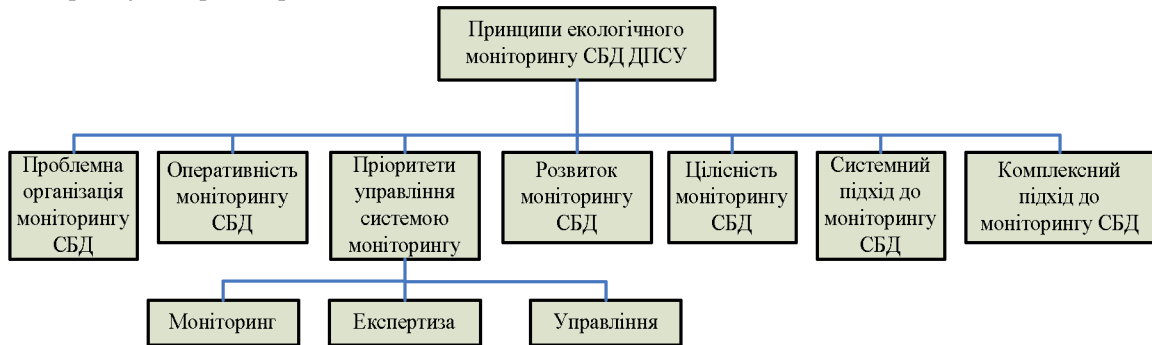 Принципи екологічного
моніторингу СБД ДПСУ
Проблемна
організація
моніторингу
СБД
Оперативність
моніторингу
СБД
Пріоритети
управління
системою
моніторингу
Розвиток
моніторингу
СБД
Цілісність
моніторингу
СБД
Системний
підхід до
моніторингу
СБД
Комплексний
підхід до
моніторингу СБД
Моніторинг
Експертиза
Управління